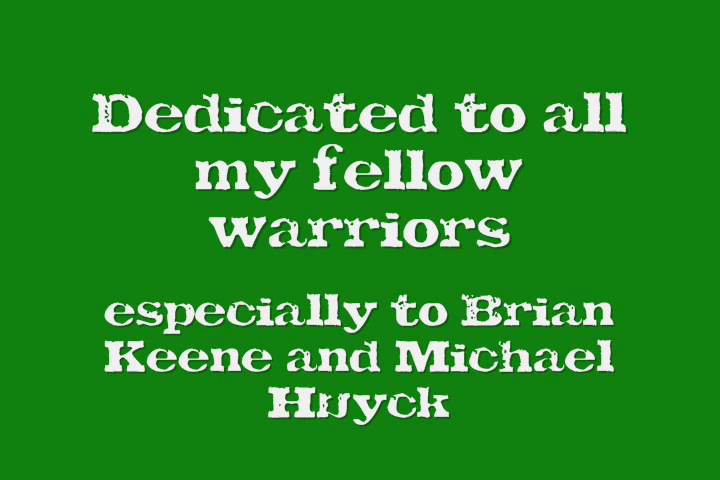 Dedicated to all
my fellow
warriors
especially to Brian
Keene and Michael
Huyck